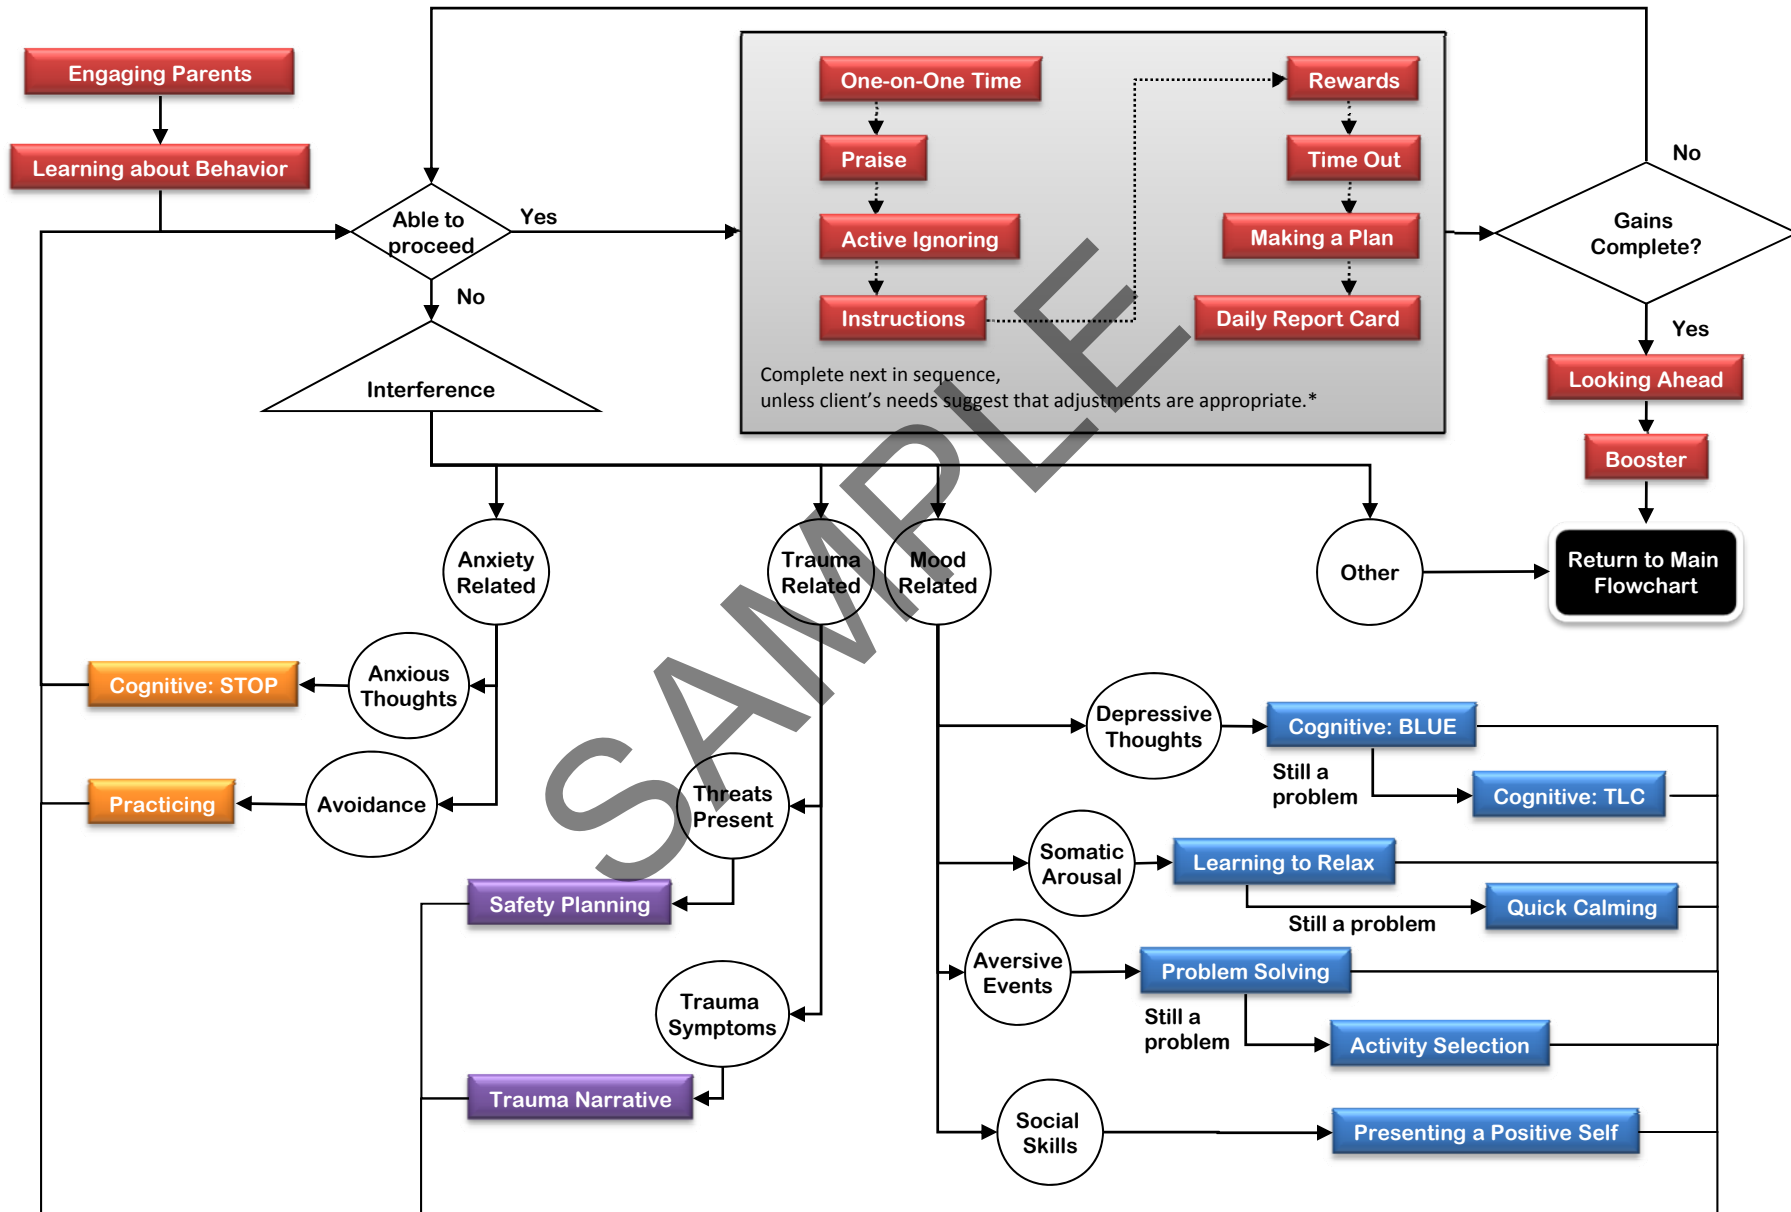 Engaging Parents
Learning about Behavior
Able to
proceed
Yes
No
Interference
One-on-One Time
Praise
Active Ignoring
Instructions
Rewards
Time Out
Making a Plan
Daily Report Card
Complete next in sequence,
unless client's needs suggest that adjustments are appropriate.*
No
Gains
Complete?
Yes
Looking Ahead
Booster
Return to Main
Flowchart
Anxiety
Related
Trauma
Related
Mood
Related
Other
Anxious
Thoughts
Cognitive: STOP
Avoidance
Practicing
Threats
Present
Safety Planning
Trauma
Symptoms
Trauma Narrative
Depressive
Thoughts
Cognitive: BLUE
Still a
problem
Cognitive: TLC
Somatic
Arousal
Learning to Relax
Still a problem
Quick Calming
Aversive
Events
Problem Solving
Still a
problem
Activity Selection
Social
Skills
Presenting a Positive Self
SAMPLE